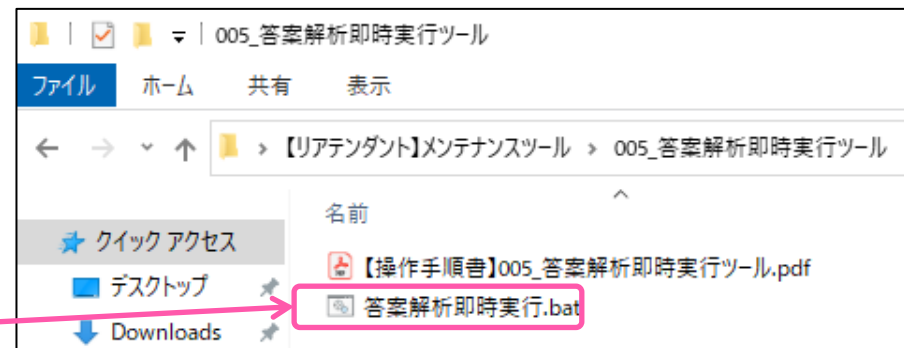 005_答案解析即時実行ツール
ファイル ホーム 共有 表示
【リアテンダント】メンテナンスツール 005_答案解析即時実行ツール
名前
クイック アクセス
【操作手順書】005_答案解析即時実行ツール.pdf
デスクトップ
答案解析即時実行.bat
Downloads